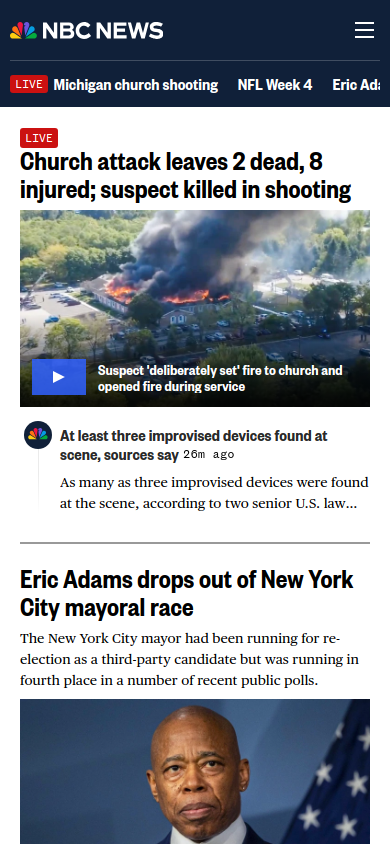 NBC NEWS
LIVE Michigan church shooting NFL Week 4 Eric Ada
LIVE
Church attack leaves 2 dead, 8
injured; suspect killed in shooting
Suspect 'deliberately set' fire to church and
opened fire during service
At least three improvised devices found at
scene, sources say 26m ago
As many as three improvised devices were found
at the scene, according to two senior U.S. law...
Eric Adams drops out of New York
City mayoral race
The New York City mayor had been running for re-
election as a third-party candidate but was running in
fourth place in a number of recent public polls.